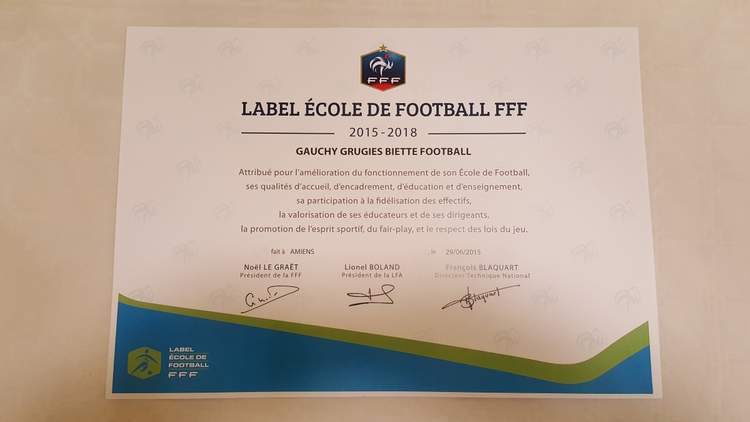 FFF
LABEL ÉCOLE DE FOOTBALL FFF
2015 - 2018
GAUCHY GRUGIES BIETTE FOOTBALL
Attribué pour l'amélioration du fonctionnement de son École de Football,
ses qualités d'accueil, d'encadrement, d'éducation et d'enseignement,
sa participation à la fidélisation des effectifs,
la valorisation de ses éducateurs et de ses dirigeants,
la promotion de l'esprit sportif, du fair-play, et le respect des lois du jeu.
fait à AMIENS le 29/06/2015
Noël LE GRAËT Lionel BOLAND François BLAQUART
Président de la FFF Président de la LFA Directeur Technique National
Blaquart
LABEL
ÉCOLE DE
FOOTBALL
FFF